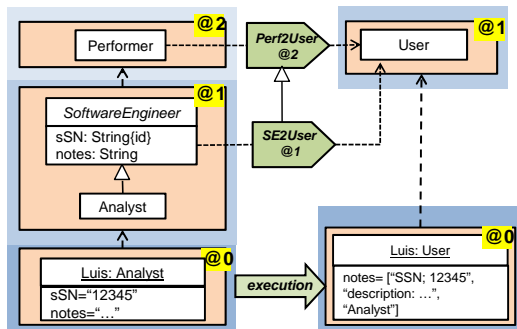 @2
Performer
Perf2User
@2
@1
User
@1
SoftwareEngineer
sSN: String{id}
notes: String
SE2User
@1
Analyst
@0
Luis: Analyst
sSN=“12345”
notes=“…”
execution
@0
Luis: User
notes= [“SSN; 12345”,
“description: …”,
“Analyst”]